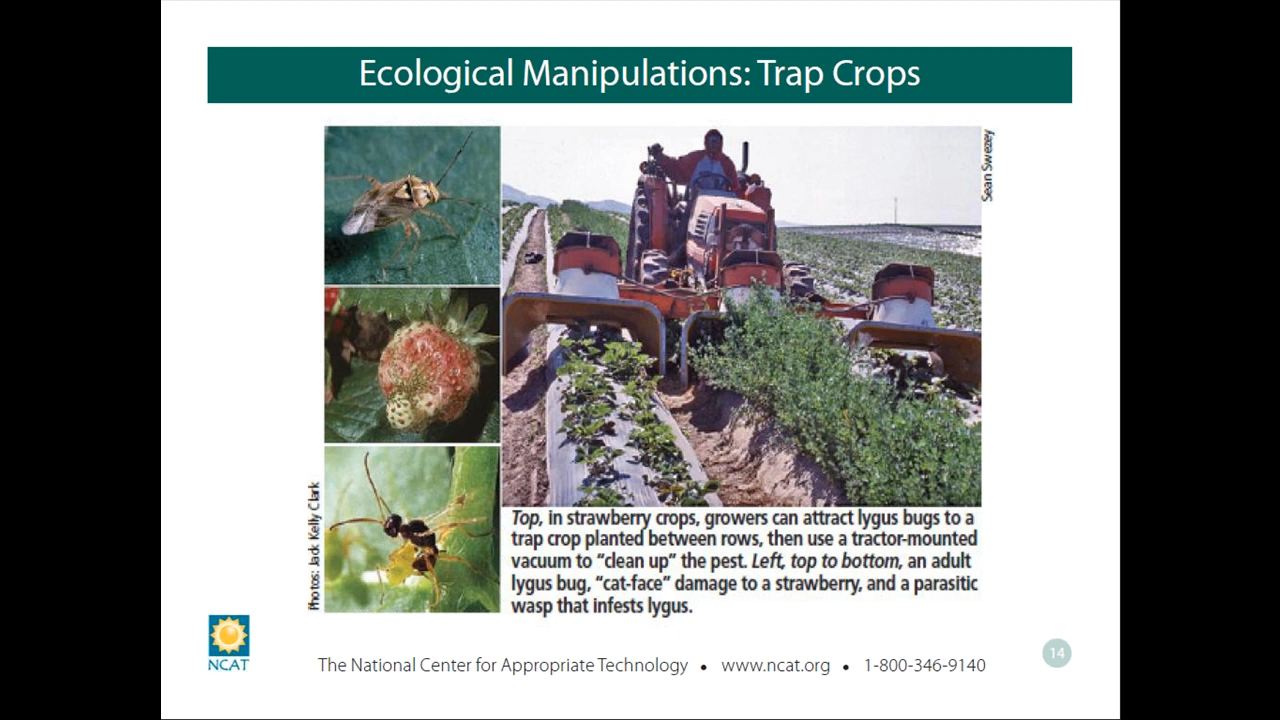 Ecological Manipulations: Trap Crops
Sean Swezey
Photos: Jack Kelly Clark
Top, in strawberry crops, growers can attract lygus bugs to a
trap crop planted between rows, then use a tractor-mounted
vacuum to “clean up” the pest. Left, top to bottom, an adult
lygus bug, “cat-face” damage to a strawberry, and a parasitic
wasp that infests lygus.
NCAT
The National Center for Appropriate Technology • www.ncat.org • 1-800-346-9140
14